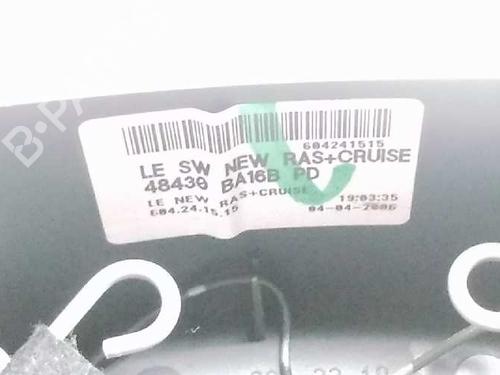 B-PARTS
604241515
LE SW NEW RAS+CRUISE
48430 BA16B PD
LE NEW RAS+CRUISE 19:03:35
604.24.15.15 04-04-2006